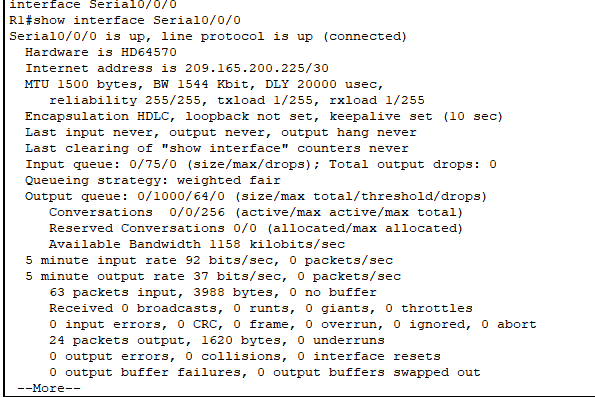 interface Serial0/0/0
R1#show interface Serial0/0/0
Serial0/0/0 is up, line protocol is up (connected)
Hardware is HD64570
Internet address is 209.165.200.225/30
MTU 1500 bytes, BW 1544 Kbit, DLY 20000 usec,
reliability 255/255, txload 1/255, rxload 1/255
Encapsulation HDLC, loopback not set, keepalive set (10 sec)
Last input never, output never, output hang never
Last clearing of "show interface" counters never
Input queue: 0/75/0 (size/max/drops); Total output drops: 0
Queueing strategy: weighted fair
Output queue: 0/1000/64/0 (size/max total/threshold/drops)
Conversations 0/0/256 (active/max active/max total)
Reserved Conversations 0/0 (allocated/max allocated)
Available Bandwidth 1158 kilobits/sec
5 minute input rate 92 bits/sec, 0 packets/sec
5 minute output rate 37 bits/sec, 0 packets/sec
63 packets input, 3988 bytes, 0 no buffer
Received 0 broadcasts, 0 runts, 0 giants, 0 throttles
0 input errors, 0 CRC, 0 frame, 0 overrun, 0 ignored, 0 abort
24 packets output, 1620 bytes, 0 underruns
0 output errors, 0 collisions, 0 interface resets
0 output buffer failures, 0 output buffers swapped out
--More--